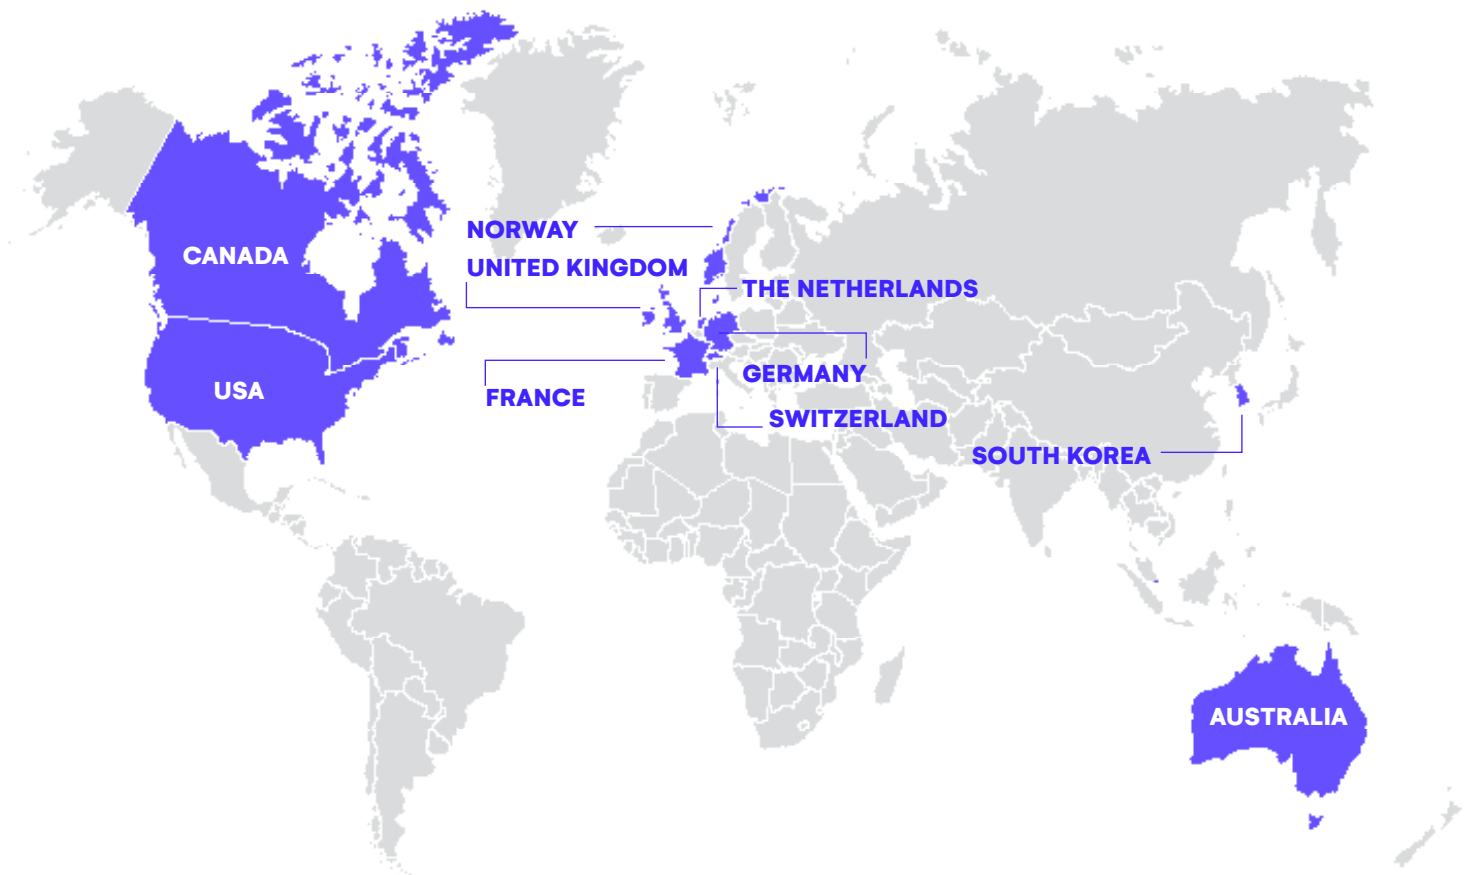 NORWAY
CANADA
UNITED KINGDOM
THE NETHERLANDS
GERMANY
USA
FRANCE
SWITZERLAND
SOUTH KOREA
AUSTRALIA